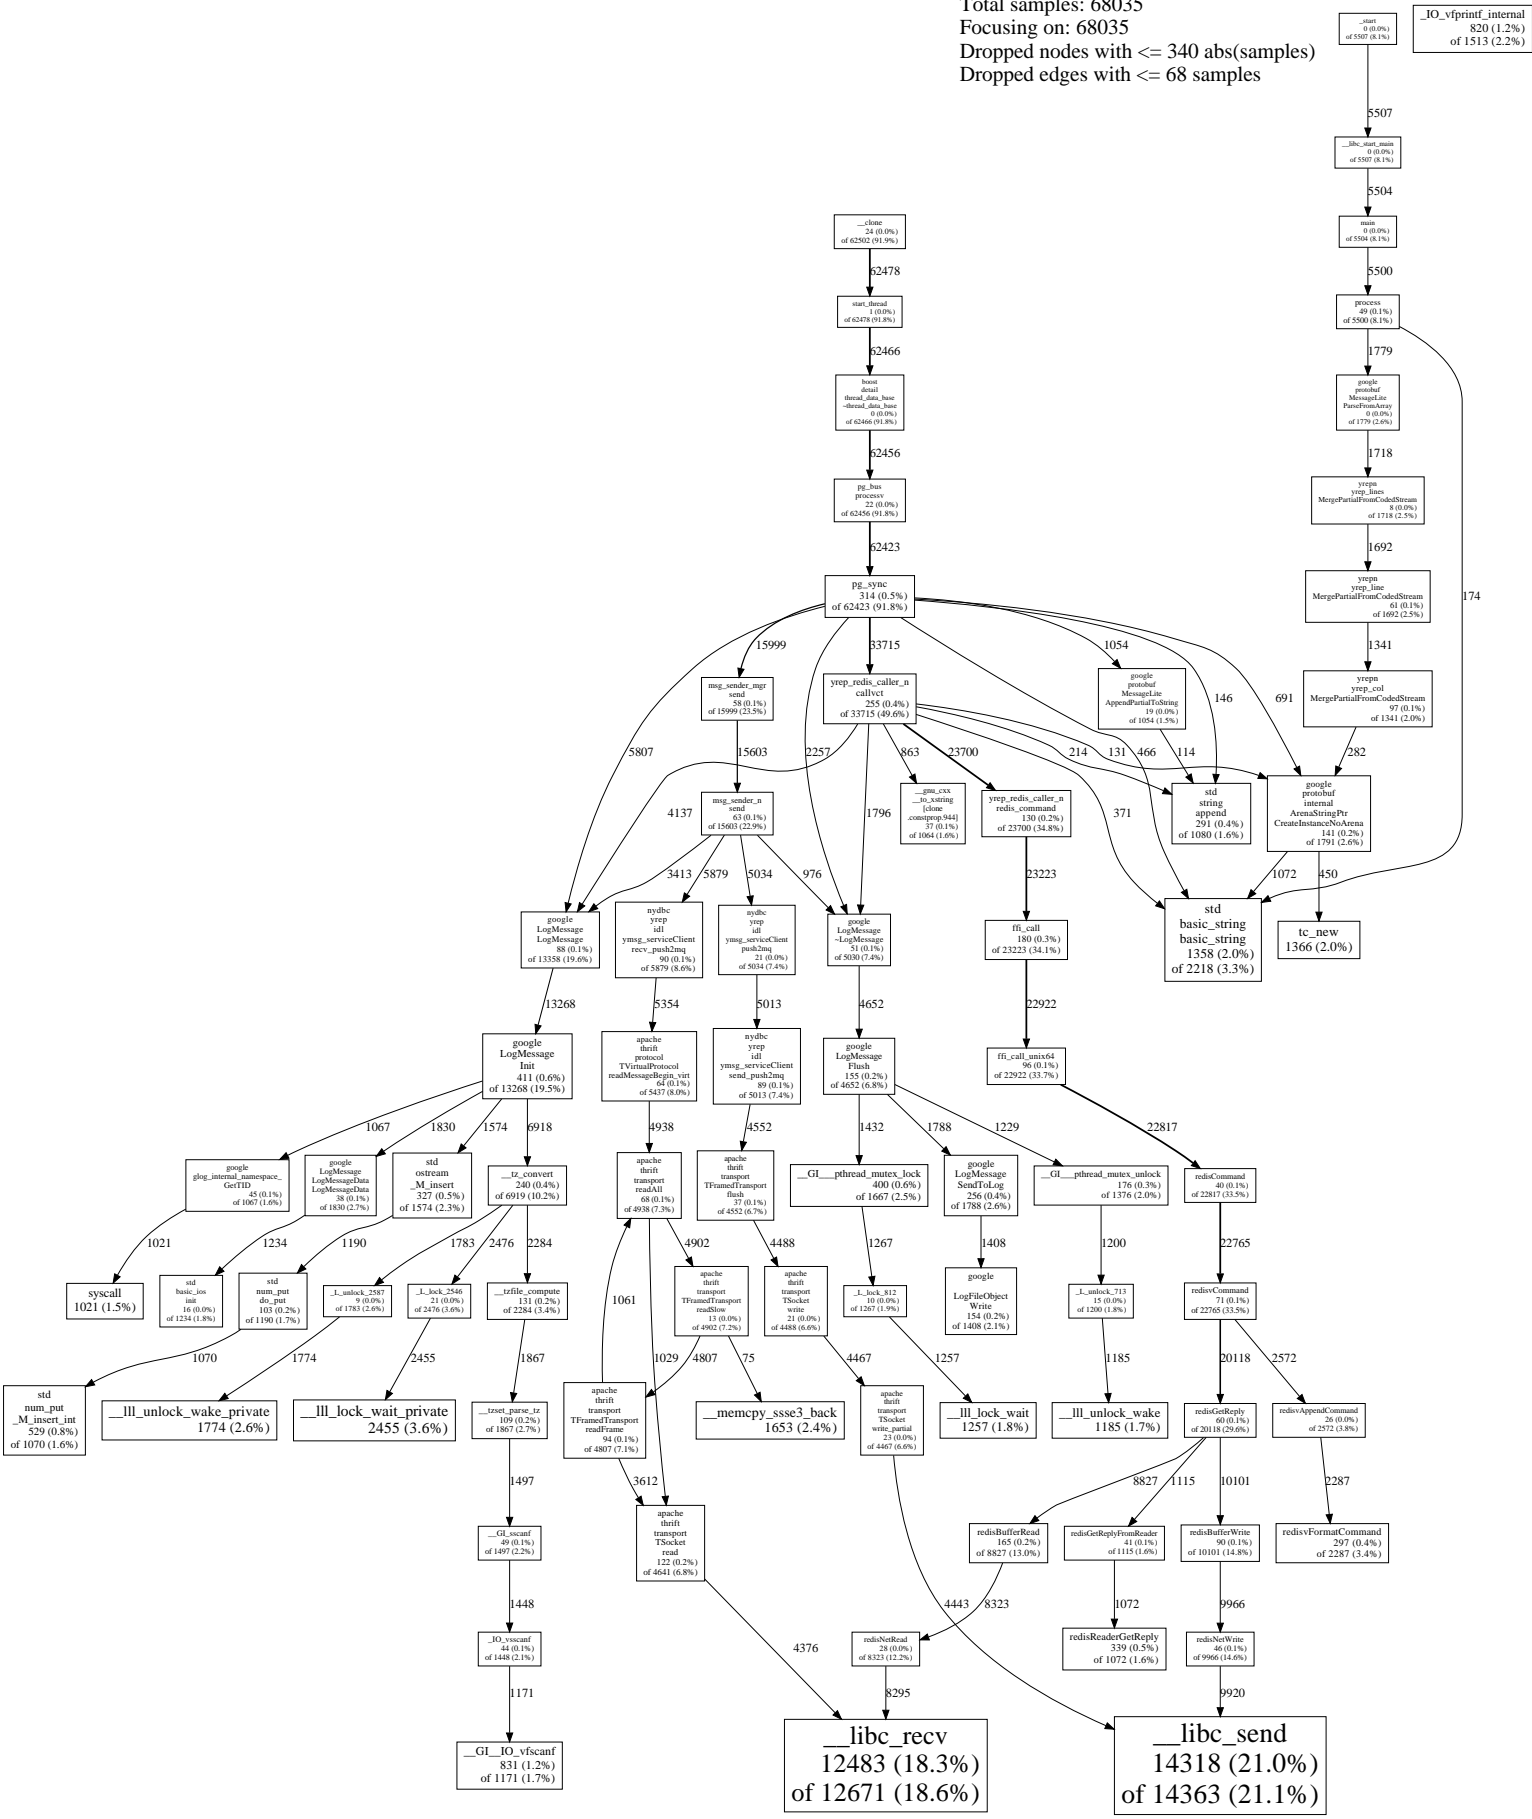 Total samples: 68035
Focusing on: 68035
Dropped nodes with <= 340 abs(samples)
Dropped edges with <= 68 samples
_start
0 (0.0%)
of 5507 (8.1%)
_IO_vfprintf_internal
820 (1.2%)
of 1513 (2.2%)
5507
__libc_start_main
0 (0.0%)
of 5507 (8.1%)
5504
main
0 (0.0%)
of 5504 (8.1%)
5500
process
49 (0.1%)
of 5500 (8.1%)
1779
174
google
protobuf
MessageLite
ParseFromArray
0 (0.0%)
of 1779 (2.6%)
1718
yrepn
yrep_lines
MergePartialFromCodedStream
8 (0.0%)
of 1718 (2.5%)
1692
yrepn
yrep_line
MergePartialFromCodedStream
61 (0.1%)
of 1692 (2.5%)
1341
yrepn
yrep_col
MergePartialFromCodedStream
97 (0.1%)
of 1341 (2.0%)
282
__clone
24 (0.0%)
of 62502 (91.9%)
62478
start_thread
1 (0.0%)
of 62478 (91.8%)
62466
boost
detail
thread_data_base
~thread_data_base
0 (0.0%)
of 62466 (91.8%)
62456
pg_bus
processv
22 (0.0%)
of 62456 (91.8%)
62423
pg_sync
314 (0.5%)
of 62423 (91.8%)
15999
33715
1054
5807
2257
466
146
691
msg_sender_mgr
send
58 (0.1%)
of 15999 (23.5%)
15603
yrep_redis_caller_n
callvct
255 (0.4%)
of 33715 (49.6%)
4137
1796
863
23700
371
214
131
google
protobuf
MessageLite
AppendPartialToString
19 (0.0%)
of 1054 (1.5%)
114
msg_sender_n
send
63 (0.1%)
of 15603 (22.9%)
3413
5879
5034
976
__gnu_cxx
__to_xstring
[clone
.constprop.944]
37 (0.1%)
of 1064 (1.6%)
yrep_redis_caller_n
redis_command
130 (0.2%)
of 23700 (34.8%)
23223
std
string
append
291 (0.4%)
of 1080 (1.6%)
google
protobuf
internal
ArenaStringPtr
CreateInstanceNoArena
141 (0.2%)
of 1791 (2.6%)
1072
450
google
LogMessage
LogMessage
88 (0.1%)
of 13358 (19.6%)
13268
nydbc
yrep
idl
ymsg_serviceClient
recv_push2mq
90 (0.1%)
of 5879 (8.6%)
5354
nydbc
yrep
idl
ymsg_serviceClient
push2mq
21 (0.0%)
of 5034 (7.4%)
5013
google
LogMessage
~LogMessage
51 (0.1%)
of 5030 (7.4%)
4652
ffi_call
180 (0.3%)
of 23223 (34.1%)
22922
std
basic_string
basic_string
1358 (2.0%)
of 2218 (3.3%)
tc_new
1366 (2.0%)
google
LogMessage
Init
411 (0.6%)
of 13268 (19.5%)
1067
1830
1574
6918
apache
thrift
protocol
TVirtualProtocol
readMessageBegin_virt
64 (0.1%)
of 5437 (8.0%)
4938
nydbc
yrep
idl
ymsg_serviceClient
send_push2mq
89 (0.1%)
of 5013 (7.4%)
4552
google
LogMessage
Flush
155 (0.2%)
of 4652 (6.8%)
1432
1788
1229
ffi_call_unix64
96 (0.1%)
of 22922 (33.7%)
22817
google
glog_internal_namespace_
GetTID
45 (0.1%)
of 1067 (1.6%)
1021
google
LogMessage
LogMessageData
LogMessageData
38 (0.1%)
of 1830 (2.7%)
1234
std
ostream
_M_insert
327 (0.5%)
of 1574 (2.3%)
1190
__tz_convert
240 (0.4%)
of 6919 (10.2%)
1783
2476
2284
apache
thrift
transport
readAll
68 (0.1%)
of 4938 (7.3%)
4902
1061
1029
apache
thrift
transport
TFramedTransport
flush
37 (0.1%)
of 4552 (6.7%)
4488
__GI___pthread_mutex_lock
400 (0.6%)
of 1667 (2.5%)
1267
google
LogMessage
SendToLog
256 (0.4%)
of 1788 (2.6%)
1408
__GI___pthread_mutex_unlock
176 (0.3%)
of 1376 (2.0%)
1200
redisCommand
40 (0.1%)
of 22817 (33.5%)
22765
syscall
1021 (1.5%)
std
basic_ios
init
16 (0.0%)
of 1234 (1.8%)
std
num_put
do_put
103 (0.2%)
of 1190 (1.7%)
1070
_L_unlock_2587
9 (0.0%)
of 1783 (2.6%)
1774
_L_lock_2546
21 (0.0%)
of 2476 (3.6%)
2455
__tzfile_compute
131 (0.2%)
of 2284 (3.4%)
1867
apache
thrift
transport
TFramedTransport
readSlow
13 (0.0%)
of 4902 (7.2%)
4807
75
apache
thrift
transport
TSocket
write
21 (0.0%)
of 4488 (6.6%)
4467
_L_lock_812
10 (0.0%)
of 1267 (1.9%)
1257
google
LogFileObject
Write
154 (0.2%)
of 1408 (2.1%)
_L_unlock_713
15 (0.0%)
of 1200 (1.8%)
1185
redisvCommand
71 (0.1%)
of 22765 (33.5%)
20118
2572
std
num_put
_M_insert_int
529 (0.8%)
of 1070 (1.6%)
__lll_unlock_wake_private
1774 (2.6%)
__lll_lock_wait_private
2455 (3.6%)
__tzset_parse_tz
109 (0.2%)
of 1867 (2.7%)
1497
apache
thrift
transport
TFramedTransport
readFrame
94 (0.1%)
of 4807 (7.1%)
3612
__memcpy_ssse3_back
1653 (2.4%)
apache
thrift
transport
TSocket
write_partial
23 (0.0%)
of 4467 (6.6%)
4443
__lll_lock_wait
1257 (1.8%)
__lll_unlock_wake
1185 (1.7%)
redisGetReply
60 (0.1%)
of 20118 (29.6%)
8827
1115
10101
redisvAppendCommand
26 (0.0%)
of 2572 (3.8%)
2287
__GI_sscanf
49 (0.1%)
of 1497 (2.2%)
1448
apache
thrift
transport
TSocket
read
122 (0.2%)
of 4641 (6.8%)
4376
redisBufferRead
165 (0.2%)
of 8827 (13.0%)
8323
redisGetReplyFromReader
41 (0.1%)
of 1115 (1.6%)
1072
redisBufferWrite
90 (0.1%)
of 10101 (14.8%)
9966
redisvFormatCommand
297 (0.4%)
of 2287 (3.4%)
_IO_vsscanf
44 (0.1%)
of 1448 (2.1%)
1171
redisNetRead
28 (0.0%)
of 8323 (12.2%)
8295
redisReaderGetReply
339 (0.5%)
of 1072 (1.6%)
redisNetWrite
46 (0.1%)
of 9966 (14.6%)
9920
__GI__IO_vfscanf
831 (1.2%)
of 1171 (1.7%)
__libc_recv
12483 (18.3%)
of 12671 (18.6%)
__libc_send
14318 (21.0%)
of 14363 (21.1%)